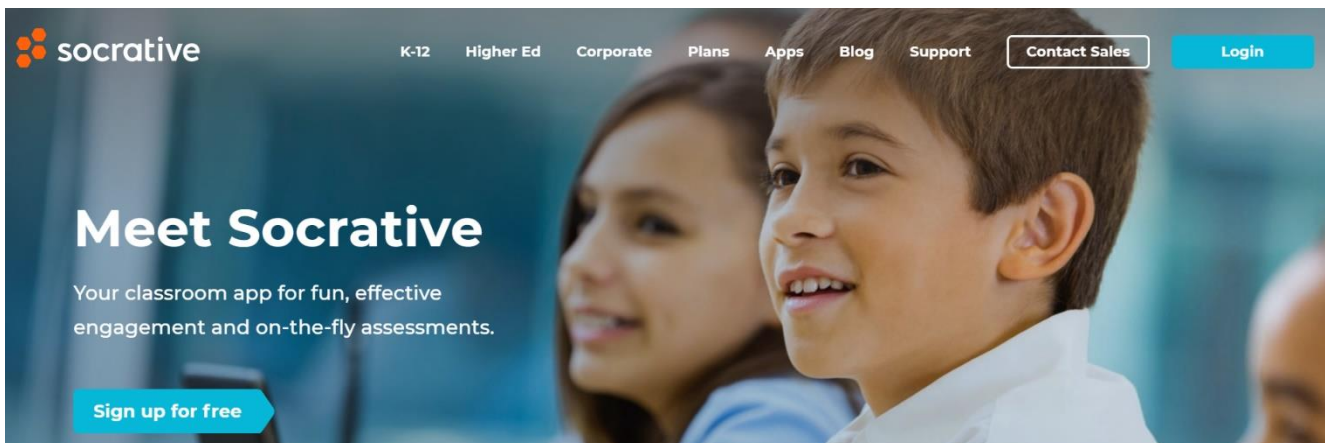 socrative
K-12 Higher Ed Corporate Plans Apps Blog Support Contact Sales Login
Meet Socrative
Your classroom app for fun, effective
engagement and on-the-fly assessments.
Sign up for free